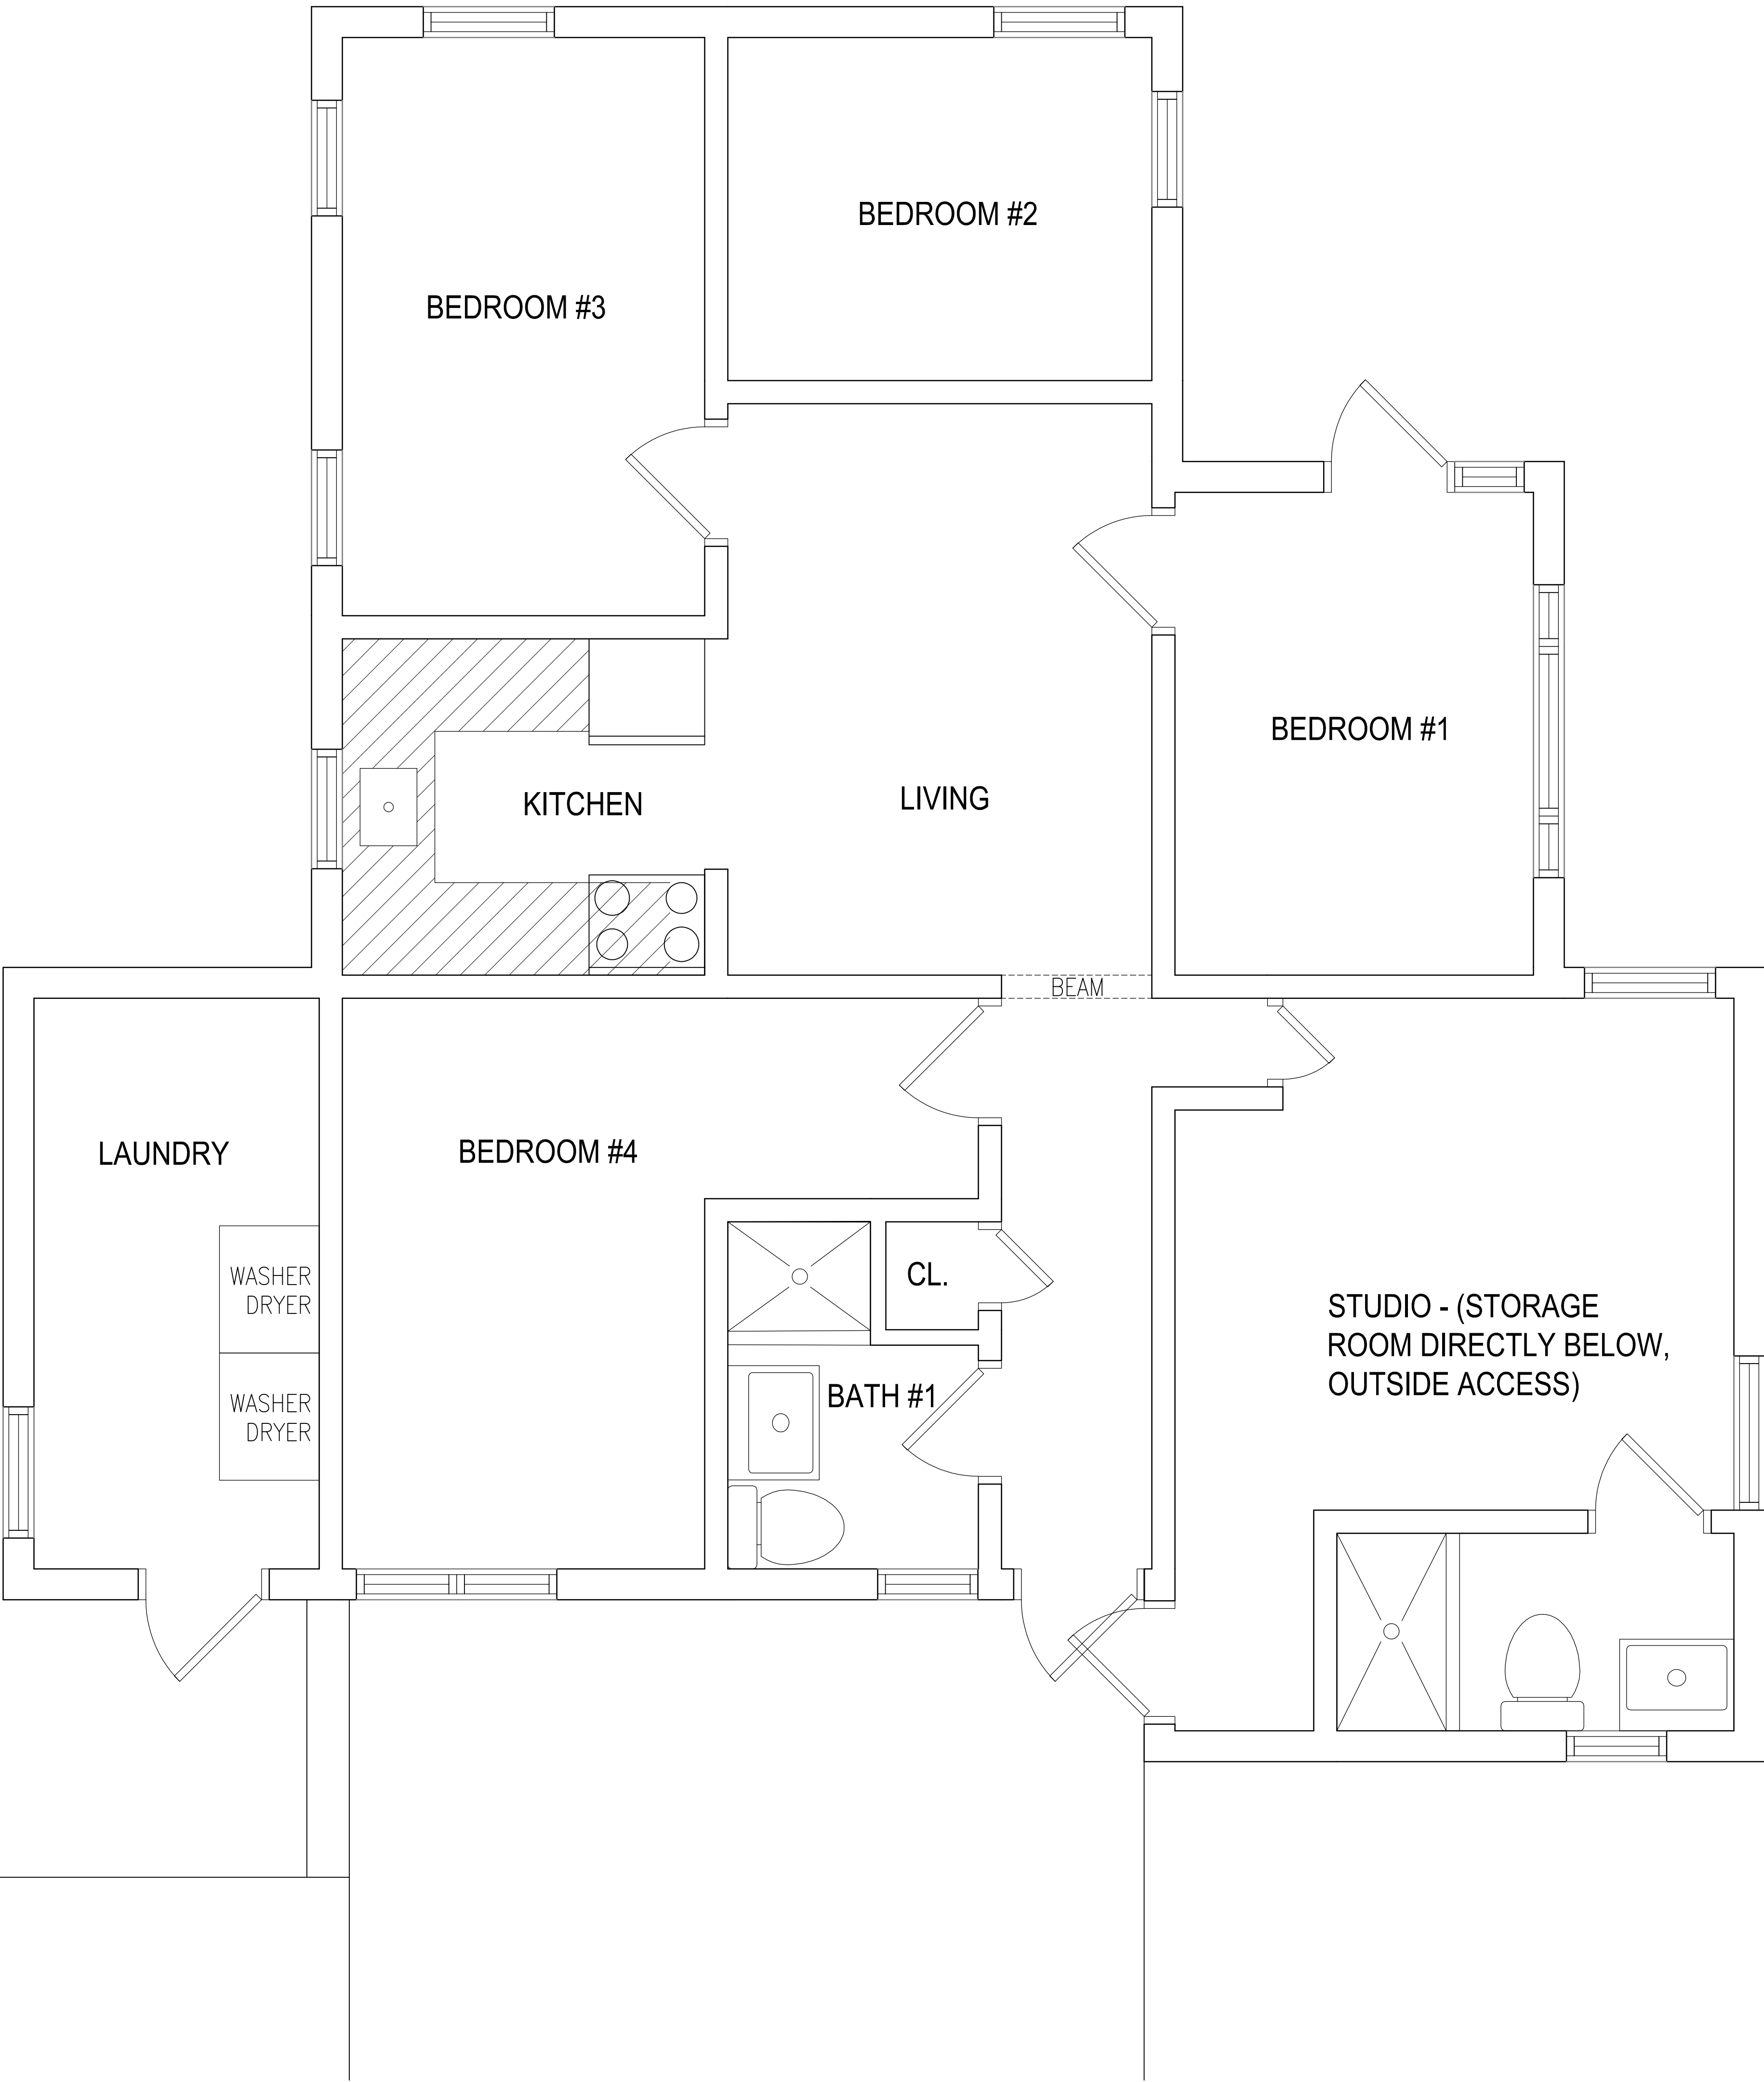 BEDROOM #2
BEDROOM #3
BEDROOM #1
KITCHEN
LIVING
BEAM
LAUNDRY
BEDROOM #4
WASHER
DRYER
CL.
WASHER
DRYER
BATH #1
STUDIO - (STORAGE
ROOM DIRECTLY BELOW,
OUTSIDE ACCESS)